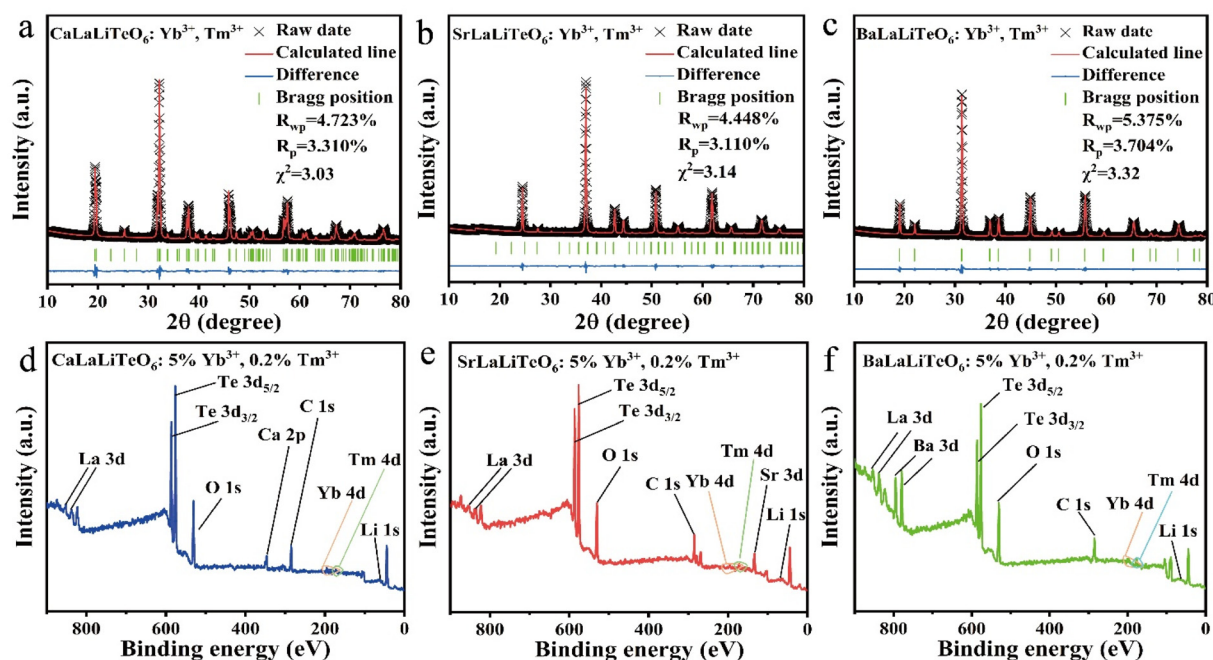 a
CaLaLiTeO₆: Yb³⁺, Tm³⁺
Raw date
Calculated line
Difference
Bragg position
R_wp=4.723%
R_p=3.310%
χ²=3.03
Intensity (a.u.)
10 20 30 40 50 60 70 80
2θ (degree)
b
SrLaLiTeO₆: Yb³⁺, Tm³⁺
Raw date
Calculated line
Difference
Bragg position
R_wp=4.448%
R_p=3.110%
χ²=3.14
Intensity (a.u.)
10 20 30 40 50 60 70 80
2θ (degree)
c
BaLaLiTeO₆: Yb³⁺, Tm³⁺
Raw date
Calculated line
Difference
Bragg position
R_wp=5.375%
R_p=3.704%
χ²=3.32
Intensity (a.u.)
10 20 30 40 50 60 70 80
2θ (degree)
d
CaLaLiTeO₆: 5% Yb³⁺, 0.2% Tm³⁺
Te 3d₅/₂
Te 3d₃/₂
C 1s
Ca 2p
La 3d
Tm 4d
O 1s
Yb 4d
Li 1s
Intensity (a.u.)
800 600 400 200 0
Binding energy (eV)
e
SrLaLiTeO₆: 5% Yb³⁺, 0.2% Tm³⁺
Te 3d₅/₂
Te 3d₃/₂
O 1s
Tm 4d
La 3d
C 1s
Yb 4d
Sr 3d
Li 1s
Intensity (a.u.)
800 600 400 200 0
Binding energy (eV)
f
BaLaLiTeO₆: 5% Yb³⁺, 0.2% Tm³⁺
Te 3d₅/₂
La 3d
Te 3d₃/₂
Ba 3d
O 1s
Tm 4d
C 1s
Yb 4d
Li 1s
Intensity (a.u.)
800 600 400 200 0
Binding energy (eV)